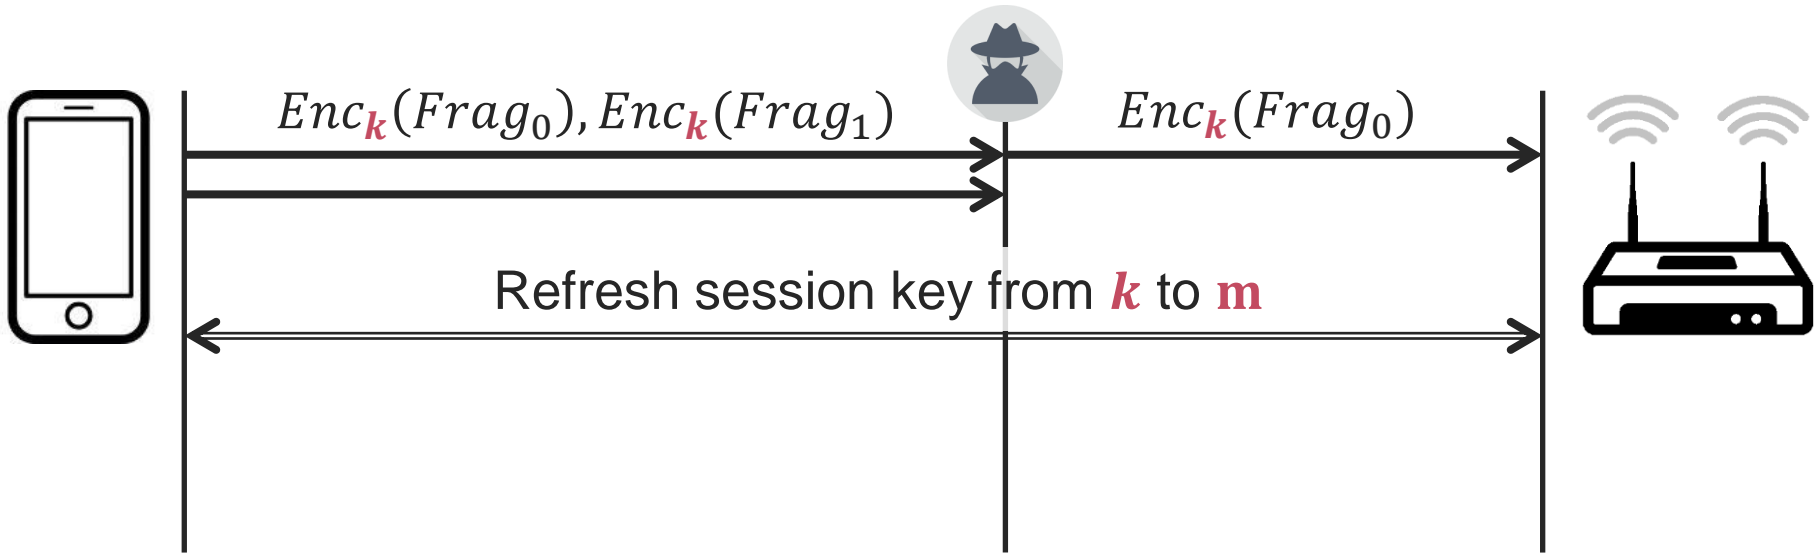 Enc_k(Frag_0), Enc_k(Frag_1)
Enc_k(Frag_0)
Refresh session key from k to m